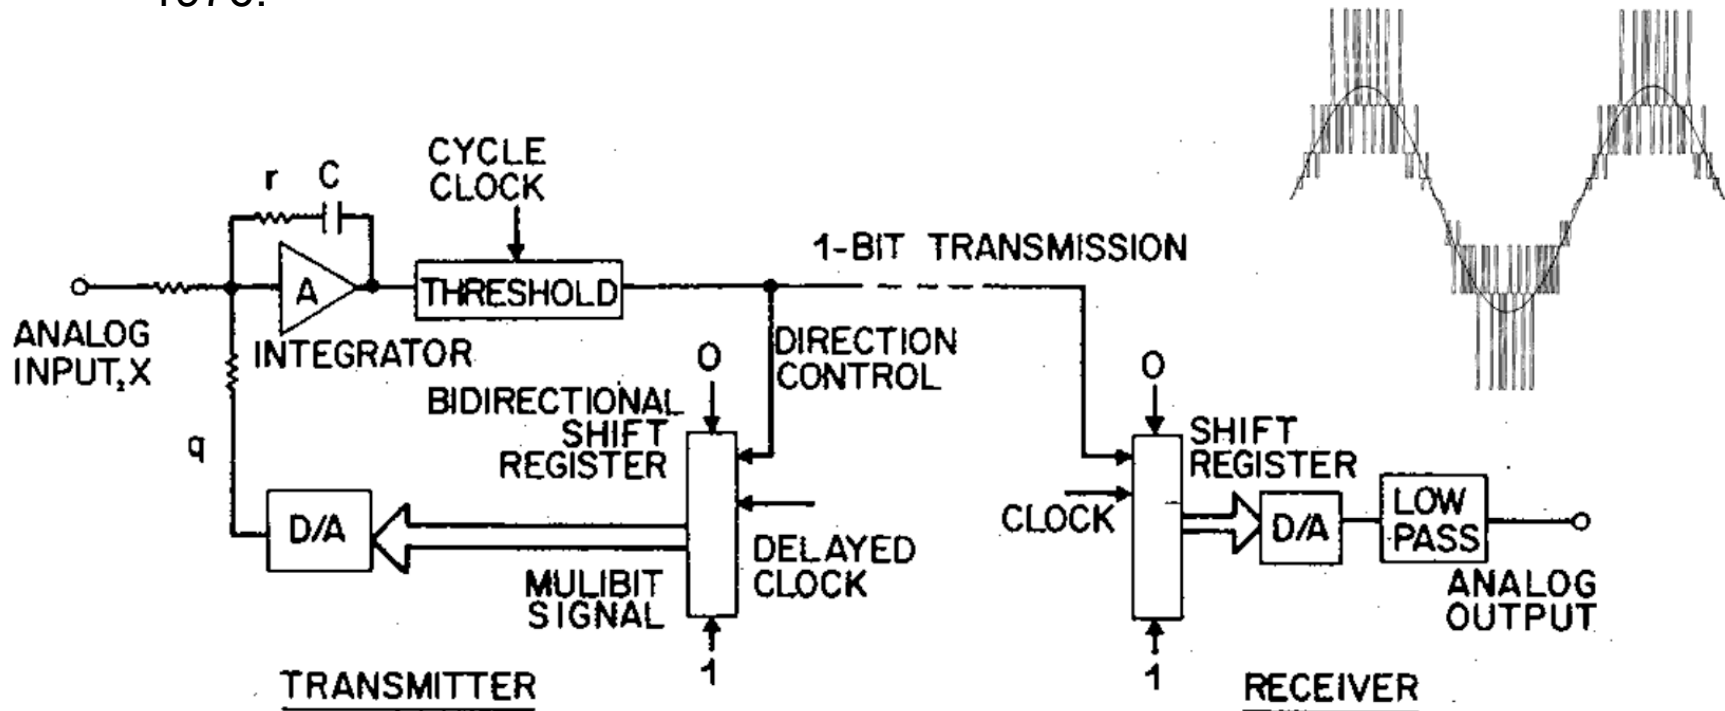 1976.
CYCLE
CLOCK
r C
A
THRESHOLD
1-BIT TRANSMISSION
ANALOG
INPUT, X
INTEGRATOR
DIRECTION
CONTROL
0
BIDIRECTIONAL
SHIFT
REGISTER
q
D/A
MULIBIT
SIGNAL
DELAYED
CLOCK
1
TRANSMITTER
0
SHIFT
REGISTER
CLOCK
D/A
LOW
PASS
ANALOG
OUTPUT
1
RECEIVER